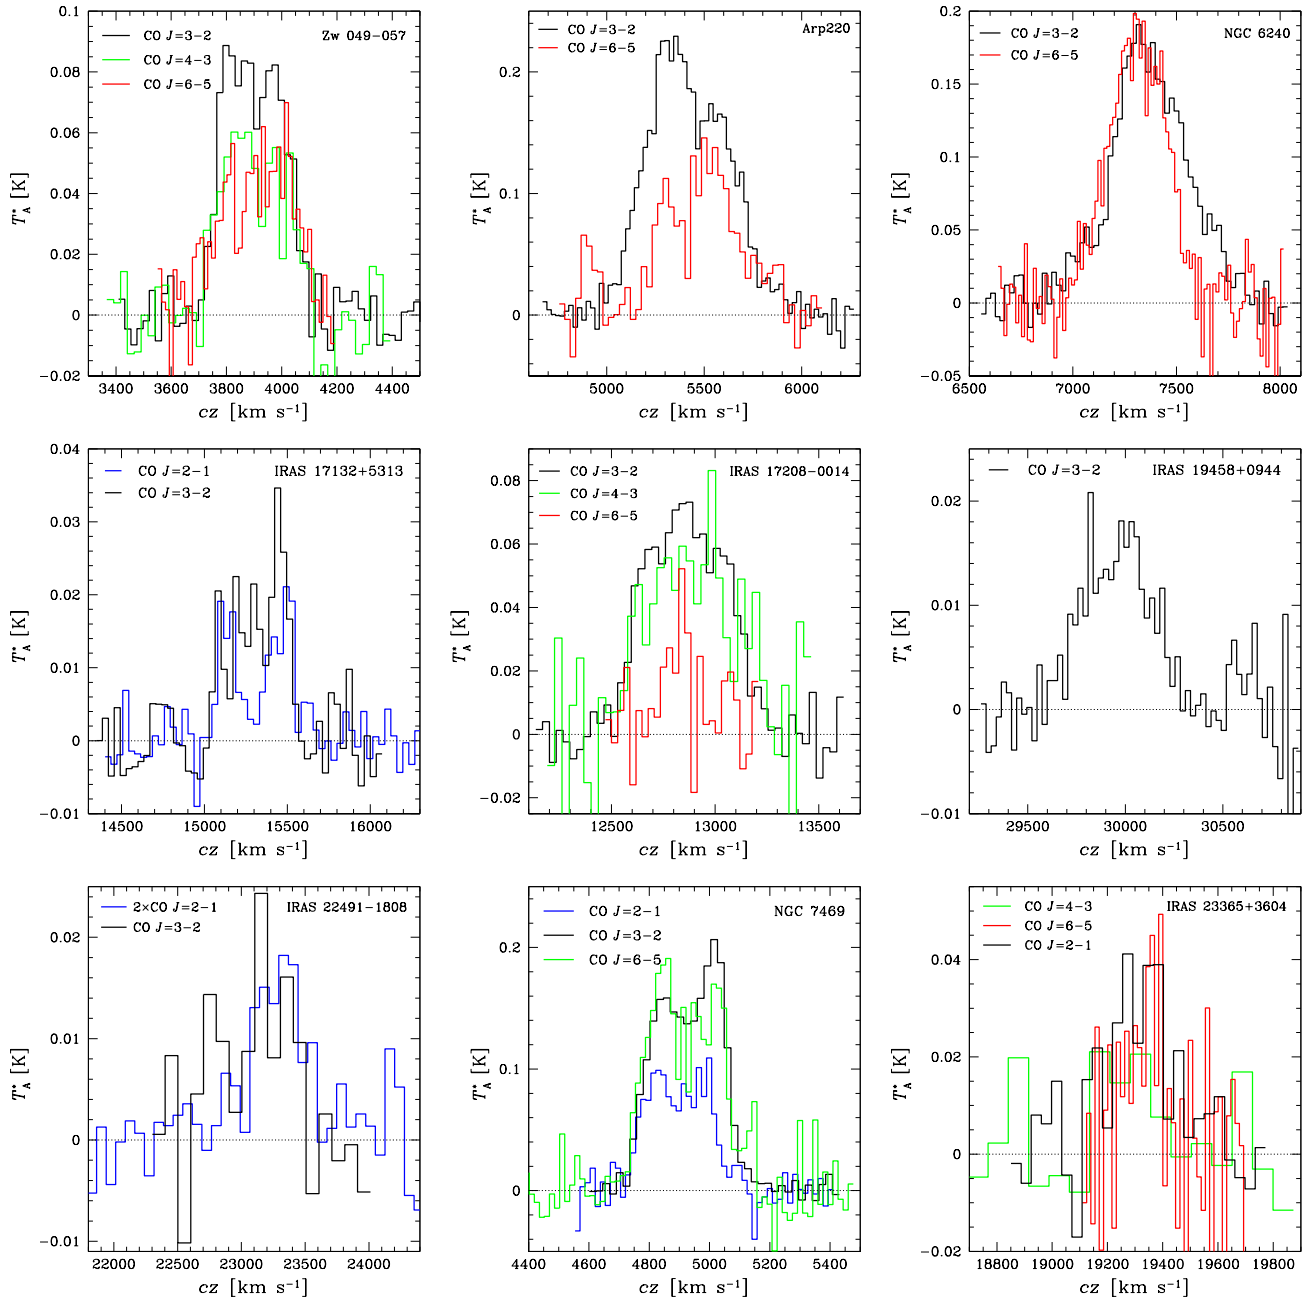 CO J=3−2
Zw 049−057
CO J=4−3
CO J=6−5
0.1
0.08
0.06
0.04
0.02
0
−0.02
T*A [K]
3400 3600 3800 4000 4200 4400
cz [km s−1]
CO J=3−2
Arp220
CO J=6−5
0.2
0.1
0
T*A [K]
5000 5500 6000
cz [km s−1]
CO J=3−2
NGC 6240
CO J=6−5
0.2
0.15
0.1
0.05
0
−0.05
T*A [K]
6500 7000 7500 8000
cz [km s−1]
CO J=2−1
IRAS 17132+5313
CO J=3−2
0.04
0.03
0.02
0.01
0
−0.01
T*A [K]
14500 15000 15500 16000
cz [km s−1]
CO J=3−2
IRAS 17208−0014
CO J=4−3
CO J=6−5
0.08
0.06
0.04
0.02
0
−0.02
T*A [K]
12500 13000 13500
cz [km s−1]
CO J=3−2
IRAS 19458+0944
0.02
0.01
0
−0.01
T*A [K]
29500 30000 30500
cz [km s−1]
2×CO J=2−1
IRAS 22491−1808
CO J=3−2
0.02
0.01
0
−0.01
T*A [K]
22000 22500 23000 23500 24000
cz [km s−1]
CO J=2−1
NGC 7469
CO J=3−2
CO J=6−5
0.2
0.1
0
T*A [K]
4400 4600 4800 5000 5200 5400
cz [km s−1]
CO J=4−3
IRAS 23365+3604
CO J=6−5
CO J=2−1
0.04
0.02
0
−0.02
T*A [K]
18800 19000 19200 19400 19600 19800
cz [km s−1]